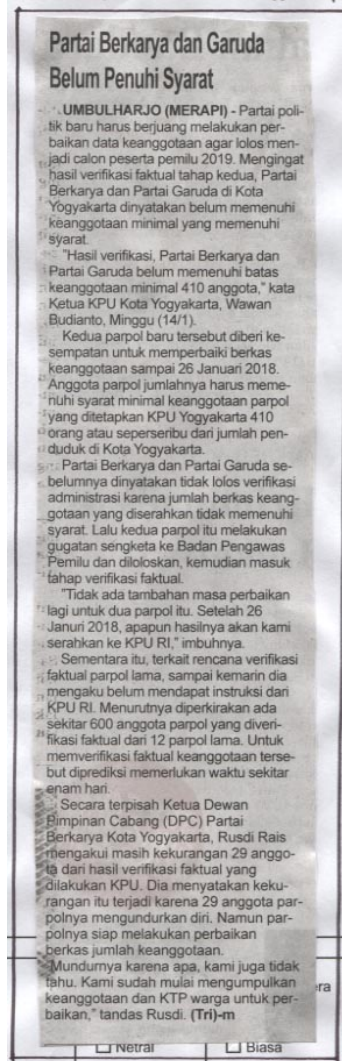 Partai Berkarya dan Garuda
Belum Penuhi Syarat
UMBULHARJO (MERAPI) - Partai poli-
tik baru harus berjuang melakukan per-
baikan data keanggotaan agar lolos men-
jadi calon peserta pemilu 2019. Mengingat
hasil verifikasi faktual tahap kedua, Partai
Berkarya dan Partai Garuda di Kota
Yogyakarta dinyatakan belum memenuhi
keanggotaan minimal yang memenuhi
syarat.
"Hasil verifikasi, Partai Berkarya dan
Partai Garuda belum memenuhi batas
keanggotaan minimal 410 anggota," kata
Ketua KPU Kota Yogyakarta, Wawan
Budianto, Minggu (14/1).
Kedua parpol baru tersebut diberi ke-
sempatan untuk memperbaiki berkas
keanggotaan sampai 26 Januari 2018.
Anggota parpol jumlahnya harus meme-
nuhi syarat minimal keanggotaan parpol
yang ditetapkan KPU Yogyakarta 410
orang atau seperseribu dari jumlah pen-
duduk di Kota Yogyakarta.
Partai Berkarya dan Partai Garuda se-
belumnya dinyatakan tidak lolos verifikasi
administrasi karena jumlah berkas keang-
gotaan yang diserahkan tidak memenuhi
syarat. Lalu kedua parpol itu melakukan
gugatan sengketa ke Badan Pengawas
Pemilu dan diloloskan, kemudian masuk
tahap verifikasi faktual.
"Tidak ada tambahan masa perbaikan
lagi untuk dua parpol itu. Setelah 26
Januri 2018, apapun hasilnya akan kami
serahkan ke KPU RI," imbuhnya.
Sementara itu, terkait rencana verifikasi
faktual parpol lama, sampai kemarin dia
mengaku belum mendapat instruksi dari
KPU RI. Menurutnya diperkirakan ada
sekitar 600 anggota parpol yang diveri-
fikasi faktual dari 12 parpol lama. Untuk
memverifikasi faktual keanggotaan terse-
but diprediksi memerlukan waktu sekitar
enam hari.
Secara terpisah Ketua Dewan
Pimpinan Cabang (DPC) Partai
Berkarya Kota Yogyakarta, Rusdi Rais
mengakui masih kekurangan 29 anggo-
ta dari hasil verifikasi faktual yang
dilakukan KPU. Dia menyatakan keku-
rangan itu terjadi karena 29 anggota par-
polnya mengundurkan diri. Namun par-
polnya siap melakukan perbaikan
berkas jumlah keanggotaan.
"Mundurnya karena apa, kami juga tidak
tahu. Kami sudah mulai mengumpulkan
keanggotaan dan KTP warga untuk per-
baikan," tandas Rusdi. (Tri)-m
era
Netral Biasa